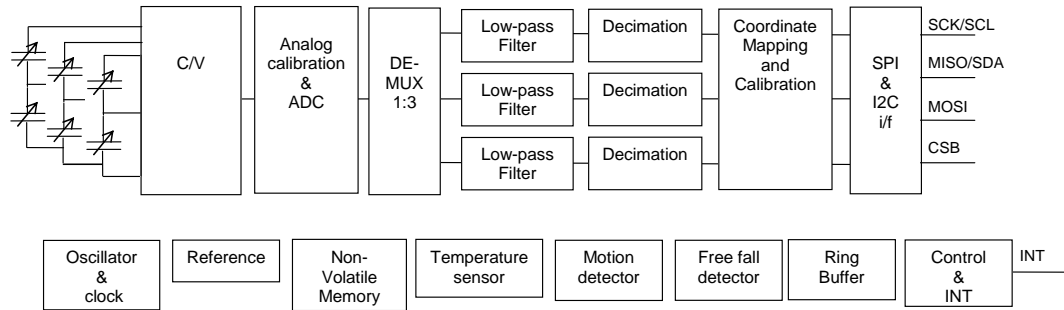 C/V
Analog
calibration
&
ADC
DE-
MUX
1:3
Low-pass
Filter
Decimation
Low-pass
Filter
Decimation
Low-pass
Filter
Decimation
Coordinate
Mapping
and
Calibration
SPI
&
I2C
i/f
SCK/SCL
MISO/SDA
MOSI
CSB
Oscillator
&
clock
Reference
Non-
Volatile
Memory
Temperature
sensor
Motion
detector
Free fall
detector
Ring
Buffer
Control
&
INT
INT